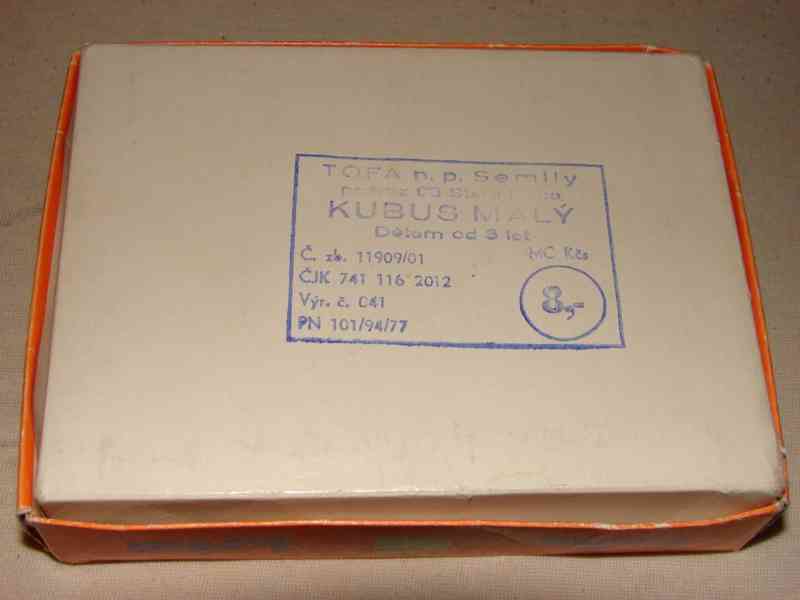 TOFA n. p. Semily
KUBUS MALÝ
Dětem od 3 let
Č. zb. 11909/01
MC Kčs
ČJK 741 116 2012
8,-
Výr. č. 041
PN 101/94/77